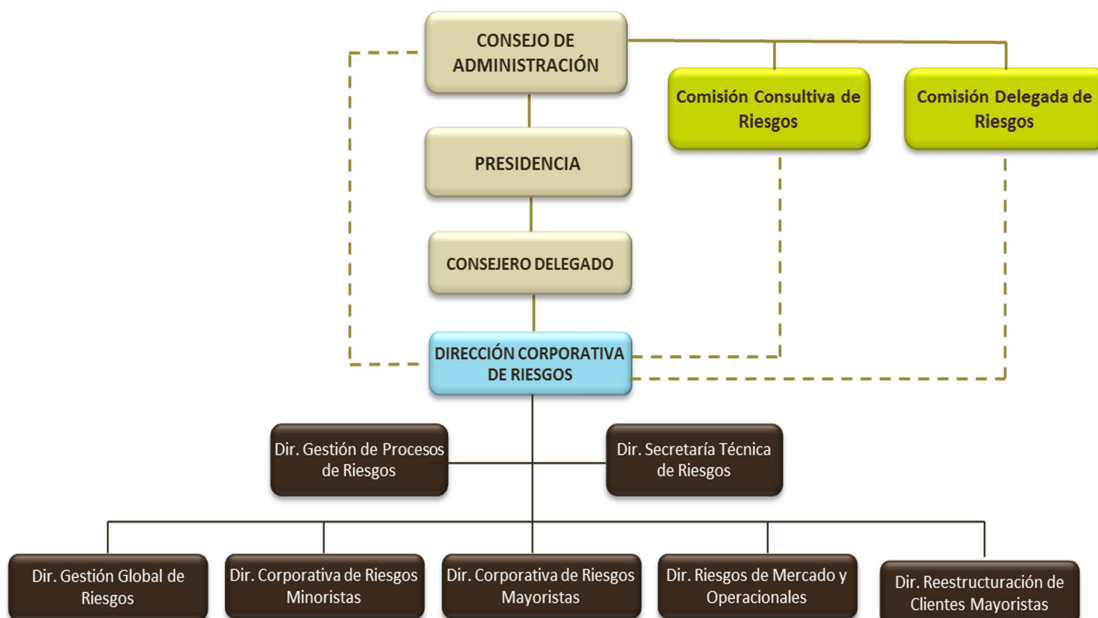 CONSEJO DE
ADMINISTRACIÓN
Comisión Consultiva de
Riesgos
Comisión Delegada de
Riesgos
PRESIDENCIA
CONSEJERO DELEGADO
DIRECCIÓN CORPORATIVA
DE RIESGOS
Dir. Gestión de Procesos
de Riesgos
Dir. Secretaría Técnica
de Riesgos
Dir. Gestión Global de
Riesgos
Dir. Corporativa de Riesgos
Minoristas
Dir. Corporativa de Riesgos
Mayoristas
Dir. Riesgos de Mercado y
Operacionales
Dir. Reestructuración de
Clientes Mayoristas